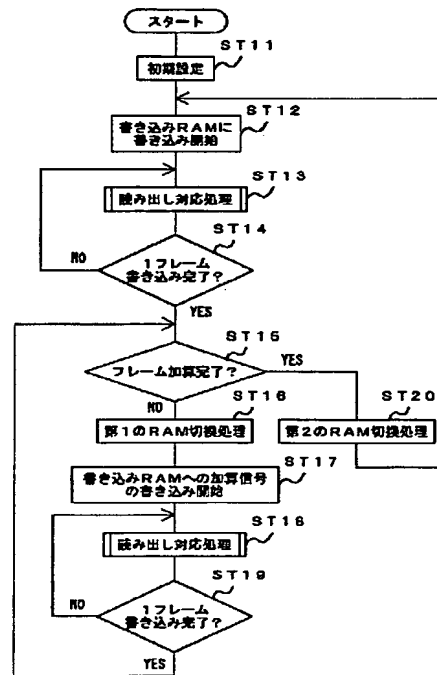 スタート
ST11
初期設定
ST12
書き込みRAMに
書き込み開始
ST13
読み出し対応処理
ST14
NO
1フレーム
書き込み完了?
YES
ST15
フレーム加算完了?
YES
NO
ST16
第1のRAM切換処理
ST20
第2のRAM切換処理
ST17
書き込みRAMへの加算信号
の書き込み開始
ST18
読み出し対応処理
ST19
NO
1フレーム
書き込み完了?
YES